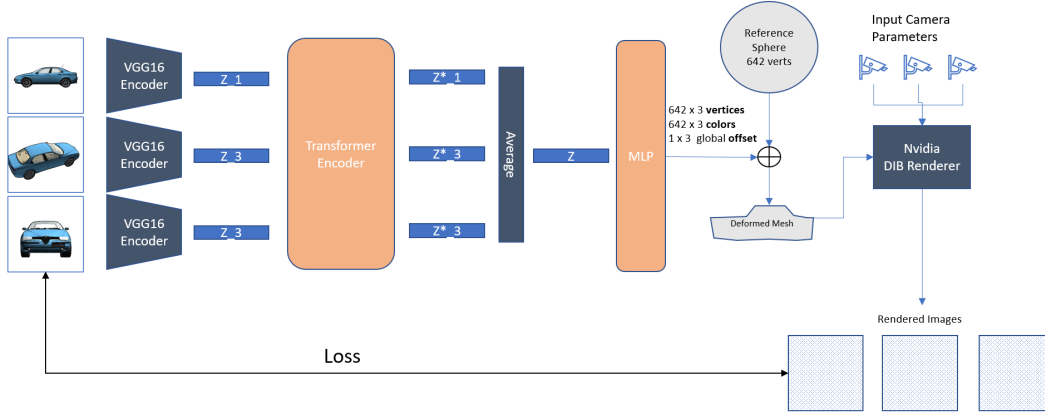 VGG16
Encoder
Z_1
VGG16
Encoder
Z_3
VGG16
Encoder
Z_3
Transformer
Encoder
Z*_1
Z*_3
Z*_3
Average
Z
MLP
642 x 3 vertices
642 x 3 colors
1 x 3 global offset
Reference
Sphere
642 verts
Deformed Mesh
Input Camera
Parameters
Nvidia
DIB Renderer
Rendered Images
Loss